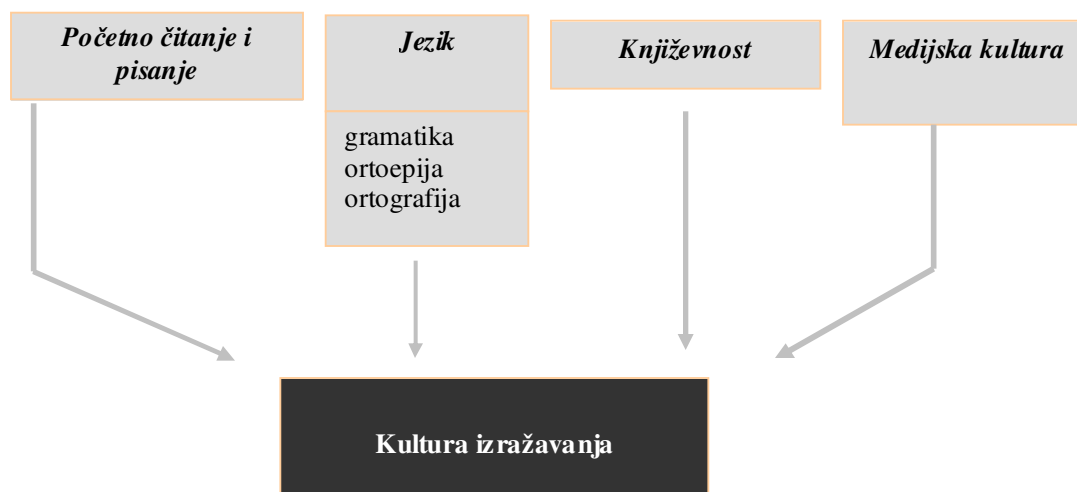 Početno čitanje i
pisanje
Jezik
gramatika
ortoepija
ortografija
Književnost
Medijska kultura
Kultura izražavanja